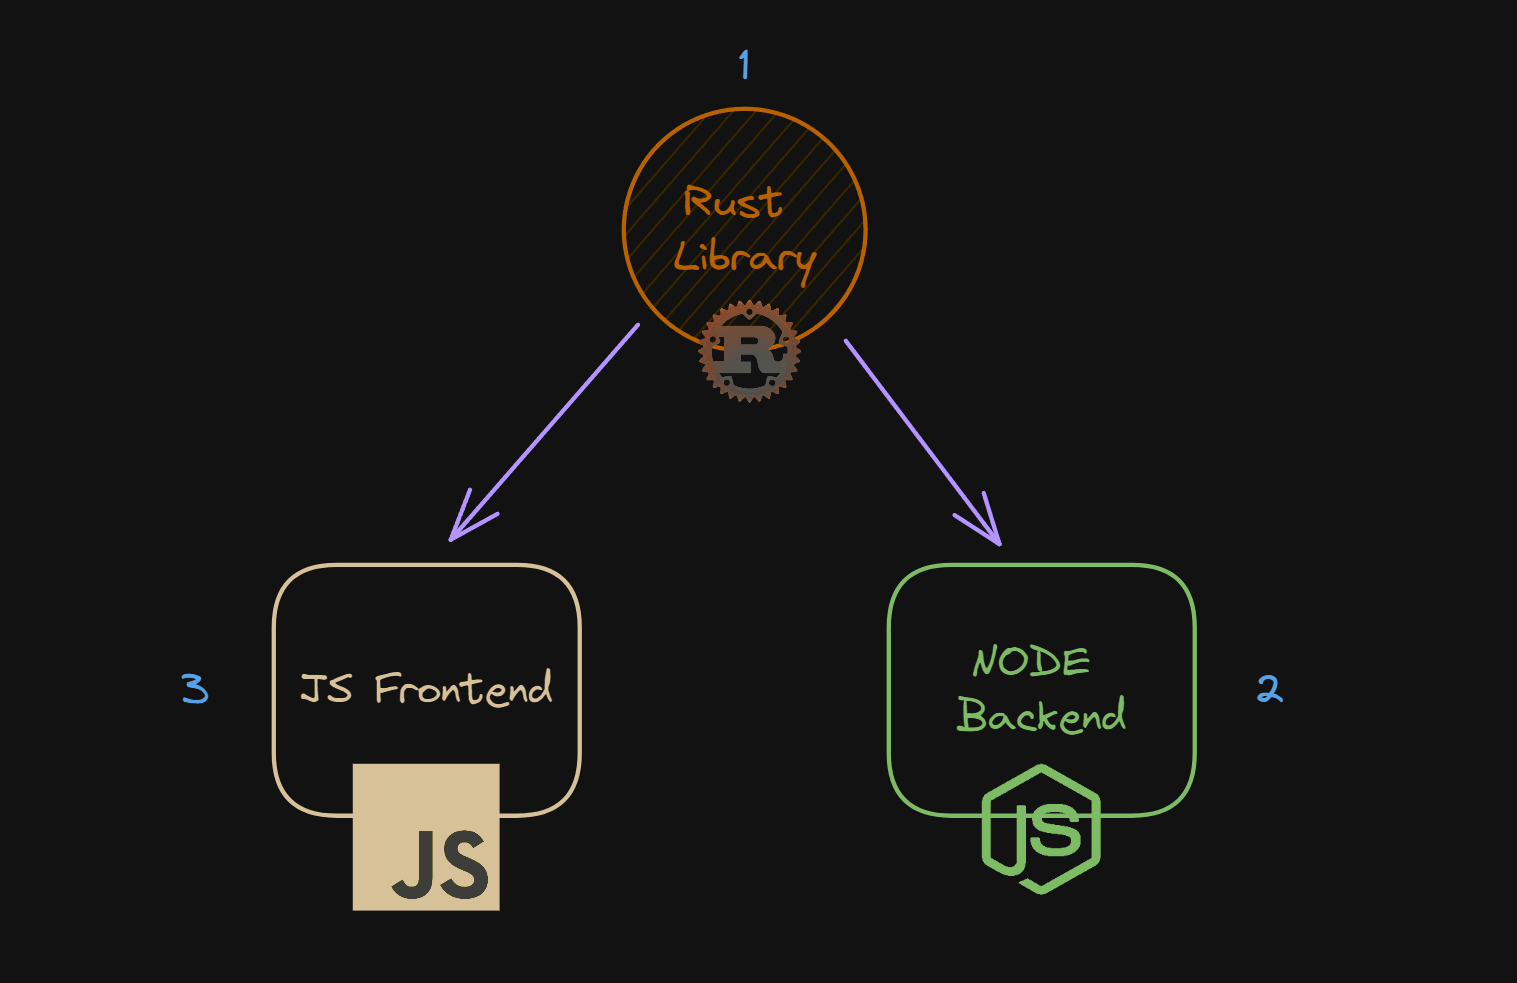 1
Rust
Library
R
3
JS Frontend
JS
NODE
Backend
JS
2